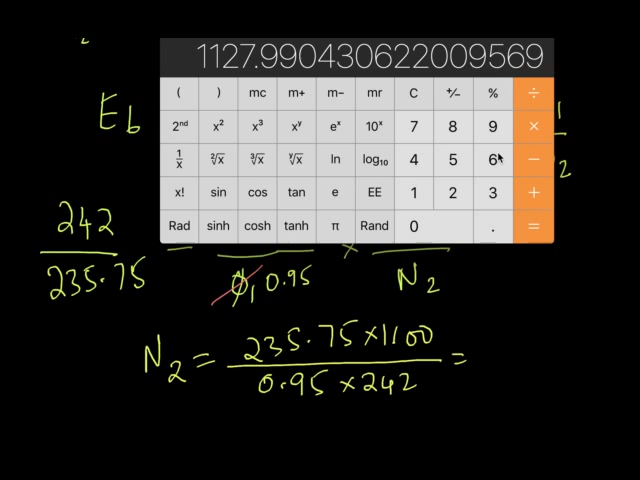 1127.990430622009569
( ) mc m+ m− mr C +/− % ÷
2nd x² x³ xʸ eˣ 10ˣ 7 8 9 ×
1/x ²√x ³√x ʸ√x ln log₁₀ 4 5 6 −
x! sin cos tan e EE 1 2 3 +
Rad sinh cosh tanh π Rand 0 . =
Eb
242
235.75
0.95 × N₂
N₂ = 235.75×1100 =
0.95×242